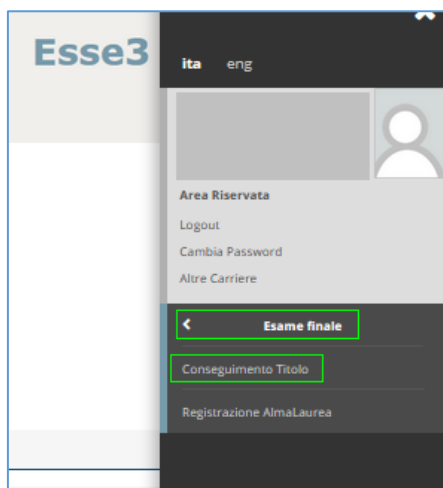 Esse3
ita eng
Area Riservata
Logout
Cambia Password
Altre Carriere
Esame finale
Conseguimento Titolo
Registrazione AlmaLaurea